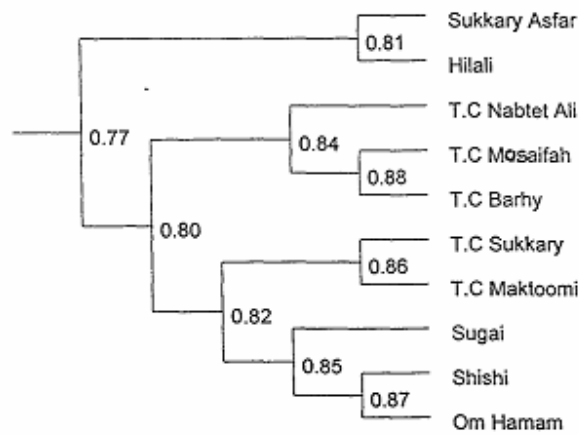 Sukkary Asfar
0.81
Hilali
T.C Nabtet Ali
0.77
0.84
T.C Mosaifah
0.88
T.C Barhy
0.80
T.C Sukkary
0.86
T.C Maktoomi
0.82
Sugai
0.85
Shishi
0.87
Om Hamam